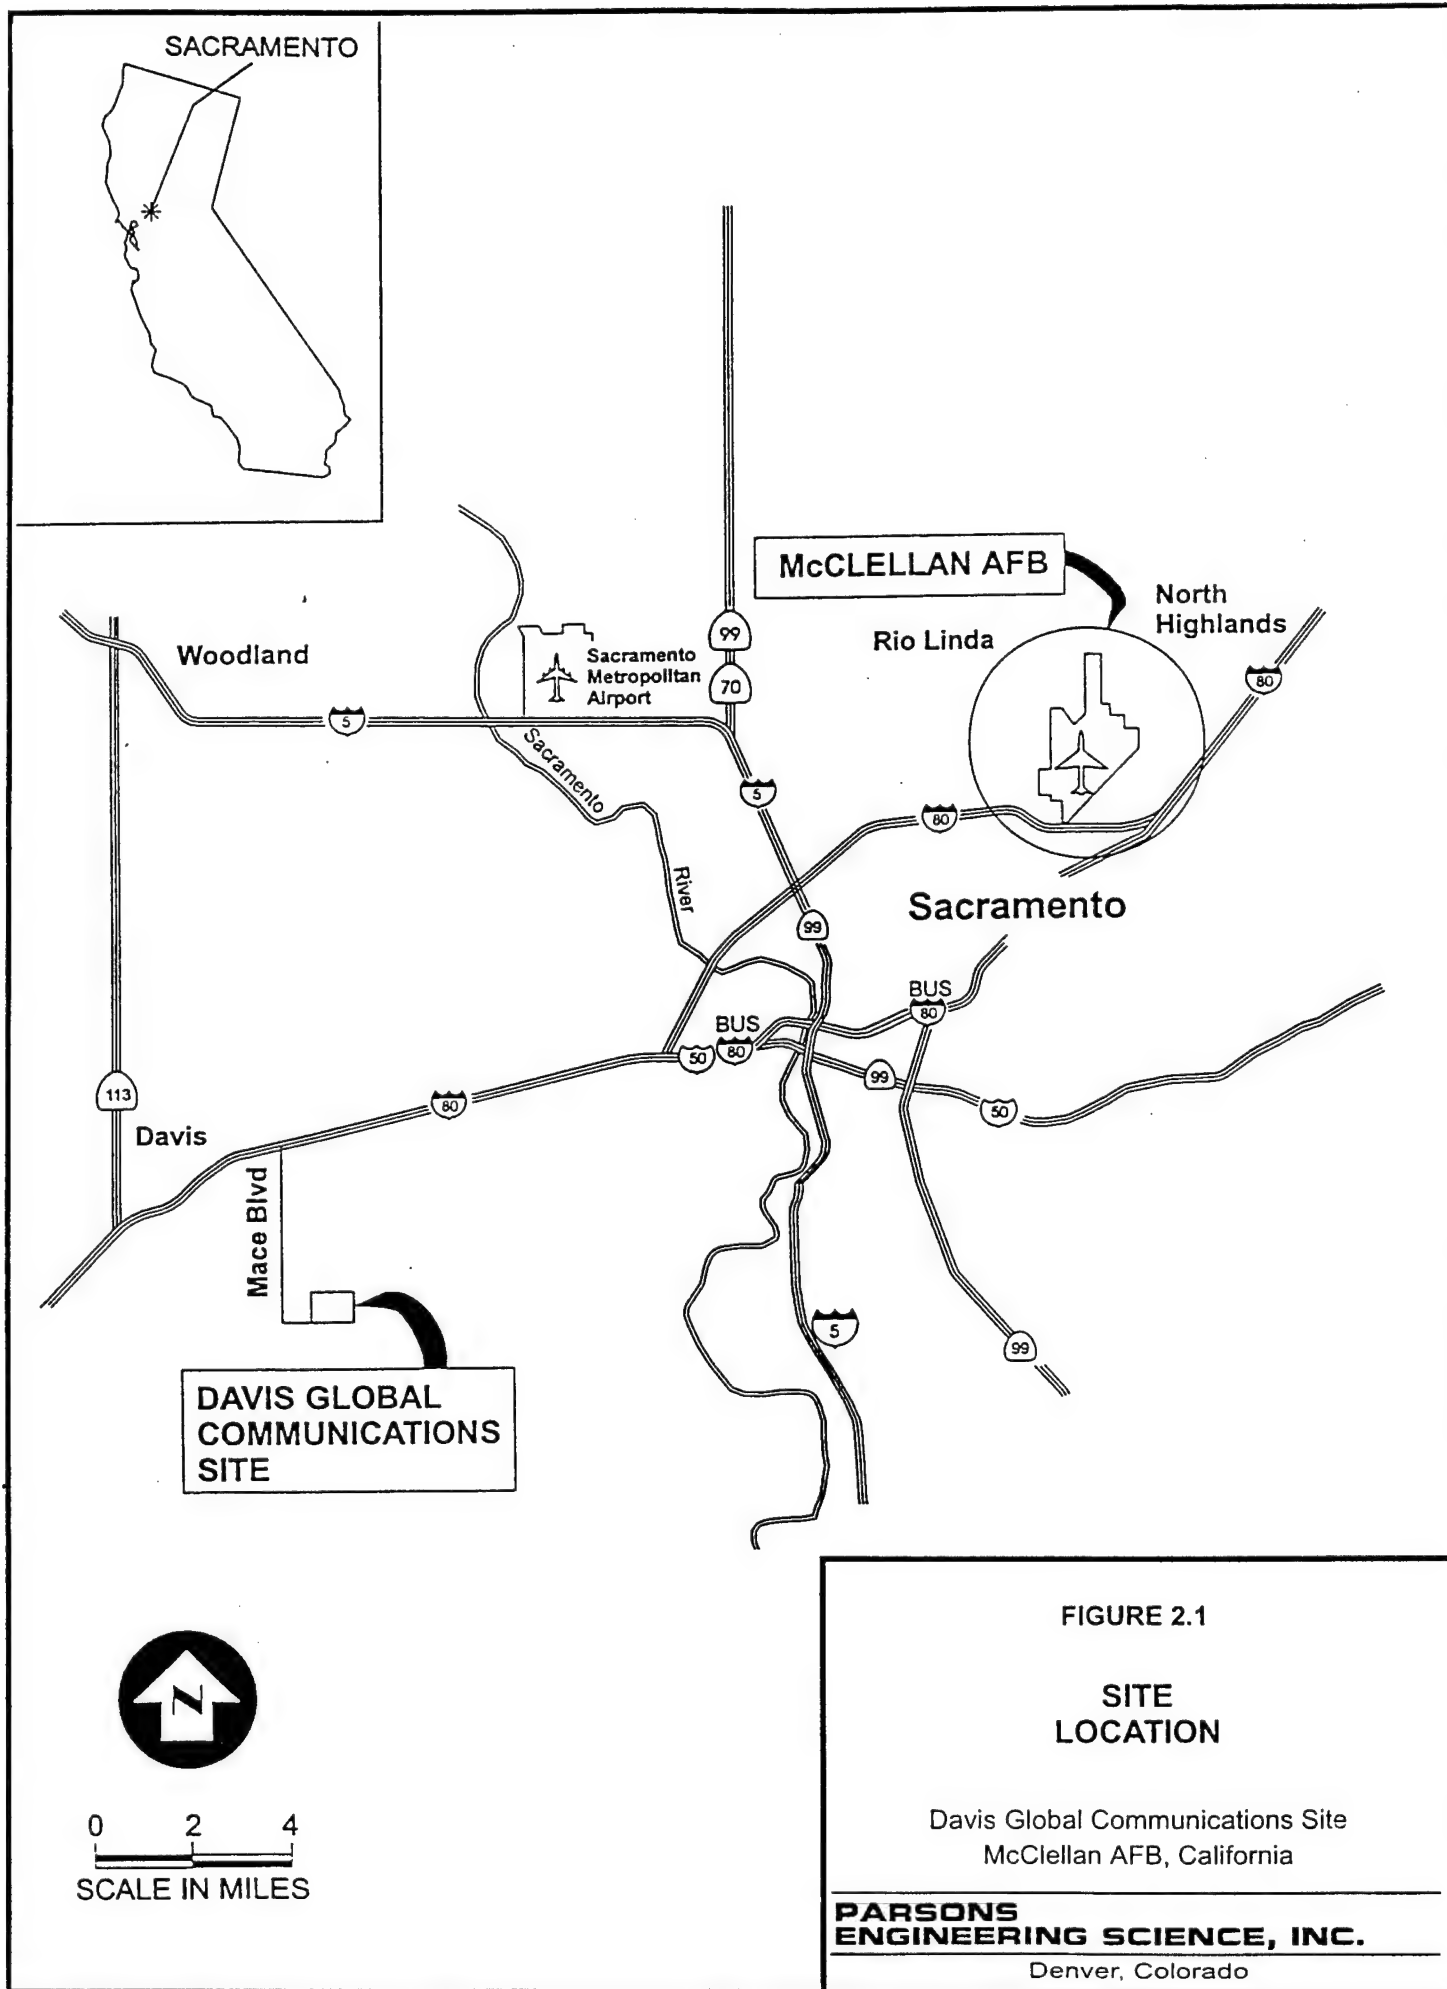 SACRAMENTO
McCLELLAN AFB
North
Highlands
Rio Linda
80
99
70
Woodland
Sacramento
Metropolitan
Airport
5
Sacramento
River
5
80
99
Sacramento
BUS
80
BUS
80
50
99
50
113
Davis
80
Mace Blvd
5
99
DAVIS GLOBAL
COMMUNICATIONS
SITE
N
0 2 4
SCALE IN MILES
FIGURE 2.1
SITE
LOCATION
Davis Global Communications Site
McClellan AFB, California
PARSONS
ENGINEERING SCIENCE, INC.
Denver, Colorado